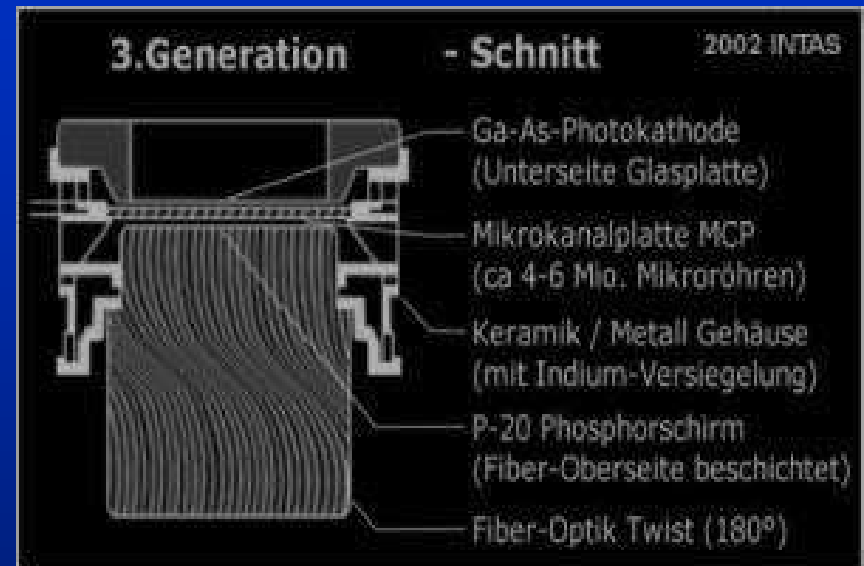 3.Generation - Schnitt
2002 INTAS
Ga-As-Photokathode
(Unterseite Glasplatte)
Mikrokanalplatte MCP
(ca 4-6 Mio. Mikroröhren)
Keramik / Metall Gehäuse
(mit Indium-Versiegelung)
P-20 Phosphorschirm
(Fiber-Oberseite beschichtet)
Fiber-Optik Twist (180º)